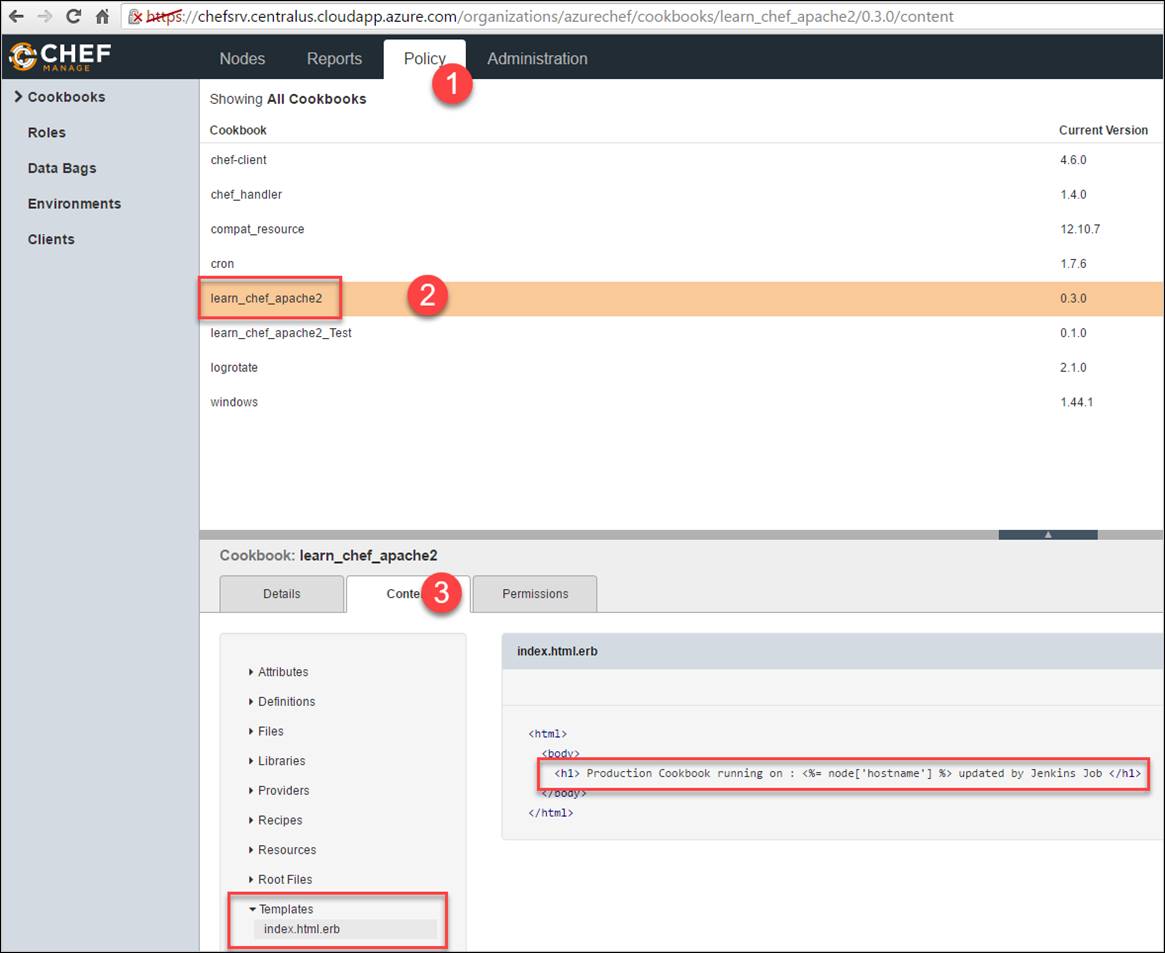 https://chefsrv.centralus.cloudapp.azure.com/organizations/azurechef/cookbooks/learn_chef_apache2/0.3.0/content
CHEF
MANAGE
Nodes Reports Policy Administration
1
Cookbooks
Roles
Data Bags
Environments
Clients
Showing All Cookbooks
Cookbook Current Version
chef-client 4.6.0
chef_handler 1.4.0
compat_resource 12.10.7
cron 1.7.6
learn_chef_apache2 2 0.3.0
learn_chef_apache2_Test 0.1.0
logrotate 2.1.0
windows 1.44.1
Cookbook: learn_chef_apache2
Details Conte 3 Permissions
Attributes
Definitions
Files
Libraries
Providers
Recipes
Resources
Root Files
Templates
index.html.erb
index.html.erb
<html>
<body>
<h1> Production Cookbook running on : <%= node['hostname'] %> updated by Jenkins Job </h1>
</body>
</html>